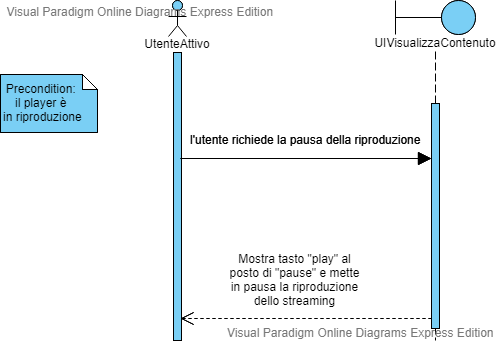 Visual Paradigm Online Diagrams Express Edition
UtenteAttivo
UIVisualizzaContenuto
Precondition:
il player è
in riproduzione
l'utente richiede la pausa della riproduzione
Mostra tasto "play" al
posto di "pause" e mette
in pausa la riproduzione
dello streaming
Visual Paradigm Online Diagrams Express Edition